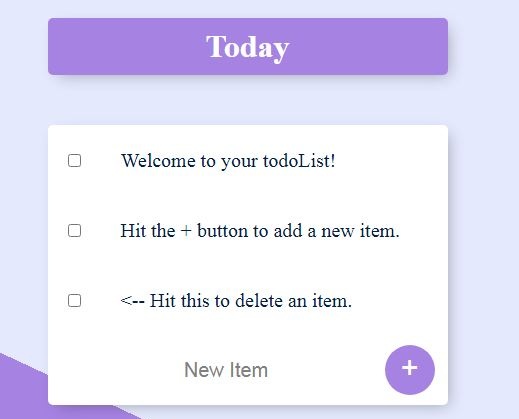 Today
Welcome to your todoList!
Hit the + button to add a new item.
<-- Hit this to delete an item.
New Item
+